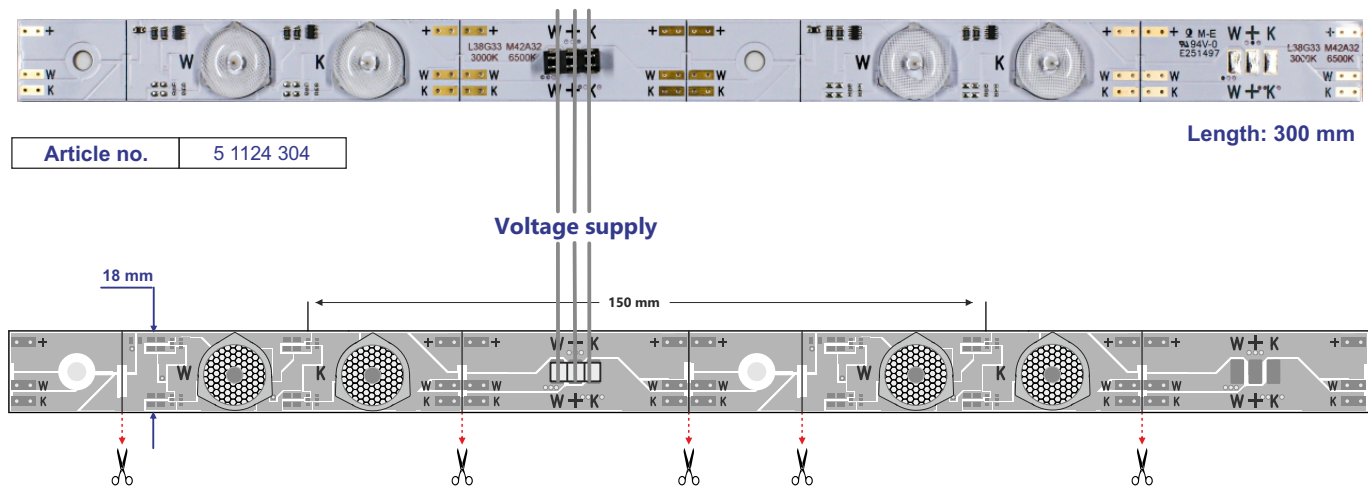 + W K + L38G33 M42A32 W + K + + W K + 9 M-E W + K L38G33 M42A32 +
3000K 6500K 94V-0 3000K 6500K
E251497
W W W W W W W
K K W + K K K K K W + K K
Length: 300 mm
Article no. 5 1124 304
Voltage supply
18 mm
150 mm
+ + + W + K + + + + W + K +
W K W K
W W W W W W W
K K W + K K K K K W + K K